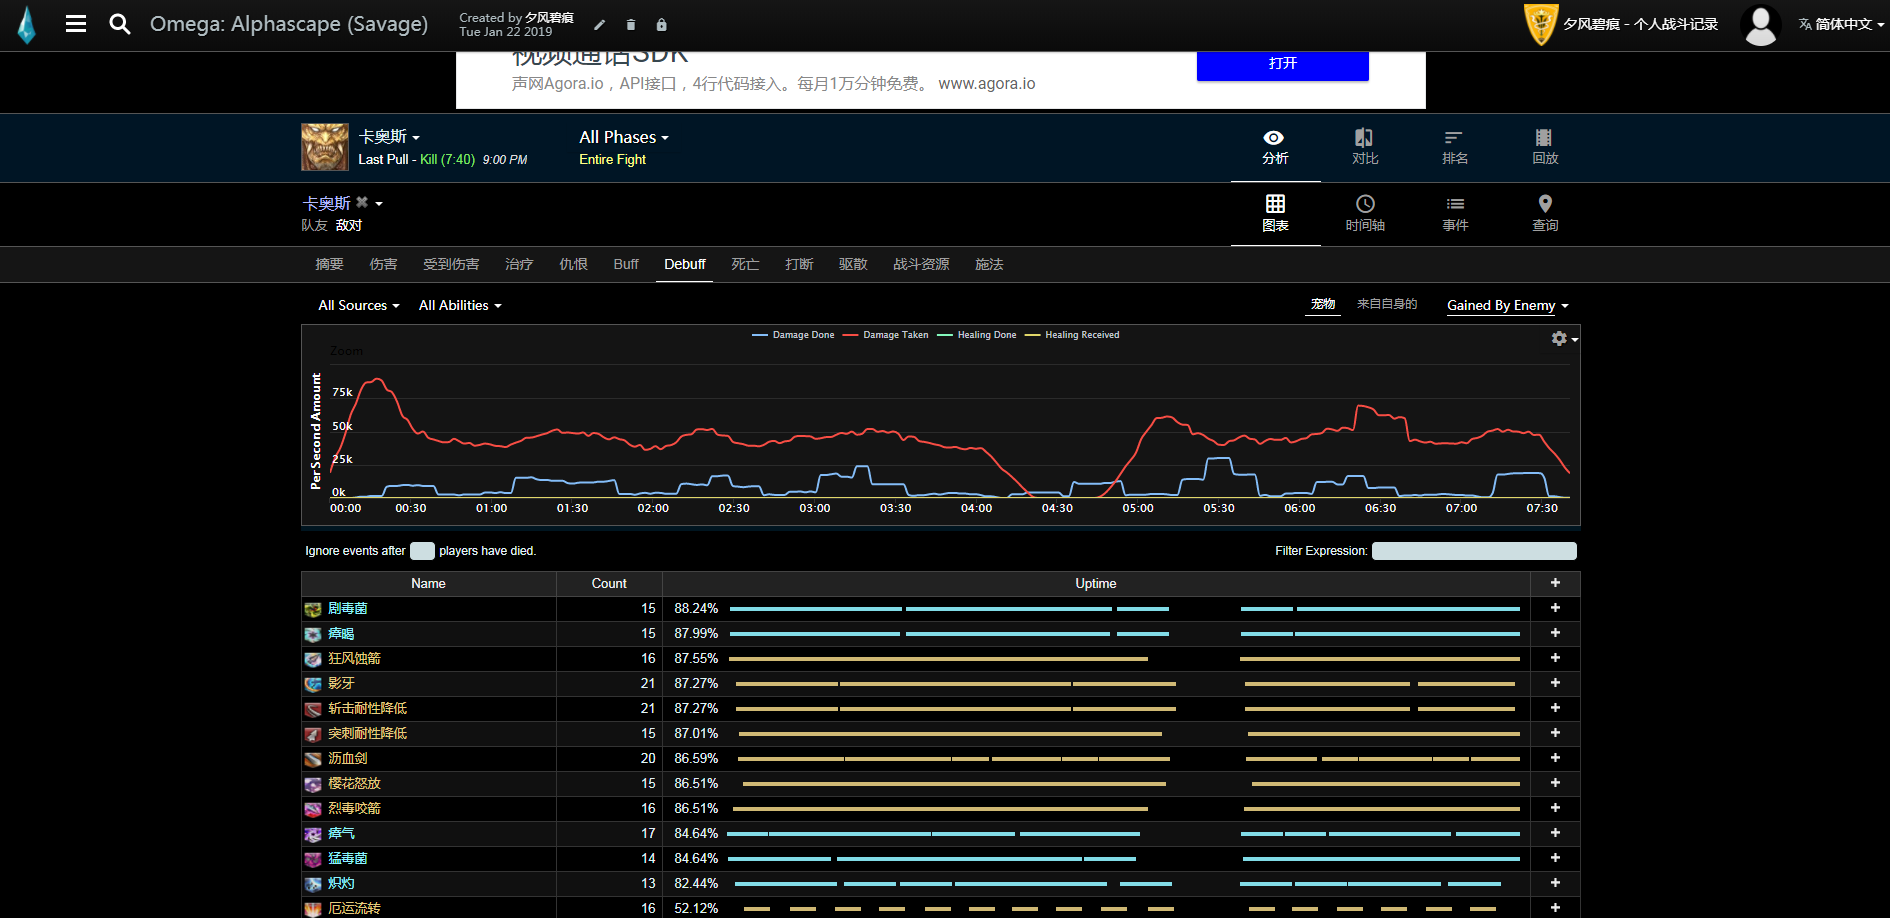 Omega: Alphascape (Savage)
Created by 夕风碧痕
Tue Jan 22 2019
夕风碧痕 - 个人战斗记录
简体中文
视频通话SDK
声网Agora.io，API接口，4行代码接入。每月1万分钟免费。 www.agora.io
打开
卡奥斯
Last Pull - Kill (7:40) 9:00 PM
All Phases
Entire Fight
分析
对比
排名
回放
卡奥斯
队友 敌对
图表
时间轴
事件
查询
摘要 伤害 受到伤害 治疗 仇恨 Buff Debuff 死亡 打断 驱散 战斗资源 施法
All Sources All Abilities
宠物 来自自身的 Gained By Enemy
Damage Done Damage Taken Healing Done Healing Received
Zoom
Per Second Amount
75k
50k
25k
0k
00:00 00:30 01:00 01:30 02:00 02:30 03:00 03:30 04:00 04:30 05:00 05:30 06:00 06:30 07:00 07:30
Ignore events after players have died.
Filter Expression:
Name Count Uptime +
剧毒菌 15 88.24% +
瘴暍 15 87.99% +
狂风蚀箭 16 87.55% +
影牙 21 87.27% +
斩击耐性降低 21 87.27% +
突刺耐性降低 15 87.01% +
沥血剑 20 86.59% +
樱花怒放 15 86.51% +
烈毒咬箭 16 86.51% +
瘴气 17 84.64% +
猛毒菌 14 84.64% +
炽灼 13 82.44% +
厄运流转 16 52.12% +